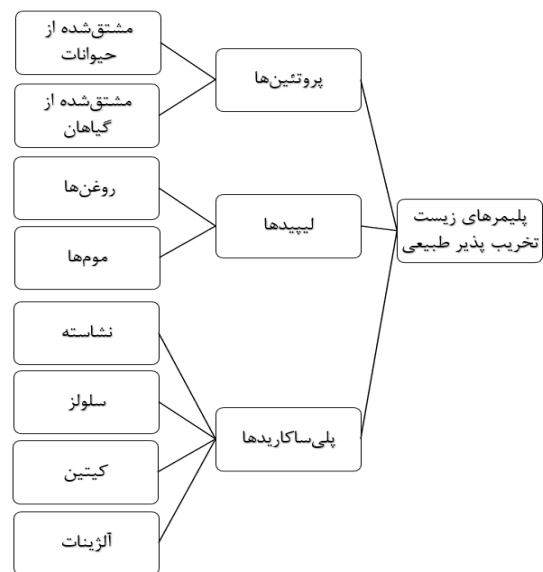 پلیمرهای زیست
تخریب پذیر طبیعی
پروتئین‌ها
مشتق‌شده از
حیوانات
مشتق‌شده از
گیاهان
لیپیدها
روغن‌ها
موم‌ها
پلی‌ساکاریدها
نشاسته
سلولز
کیتین
آلژینات